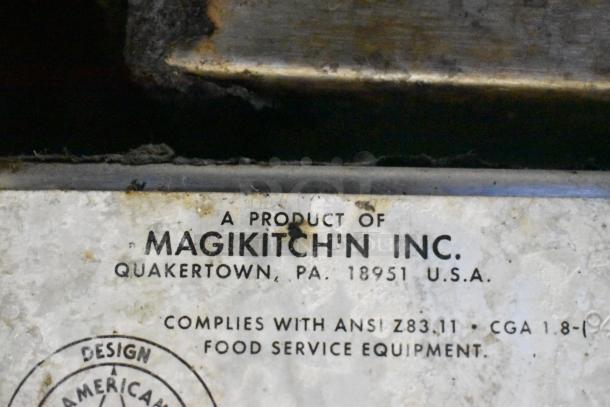 A PRODUCT OF
MAGIKITCH'N INC.
QUAKERTOWN, PA. 18951 U.S.A.
COMPLIES WITH ANSI Z83.11 • CGA 1.8-
FOOD SERVICE EQUIPMENT.
DESIGN
AMERICAN